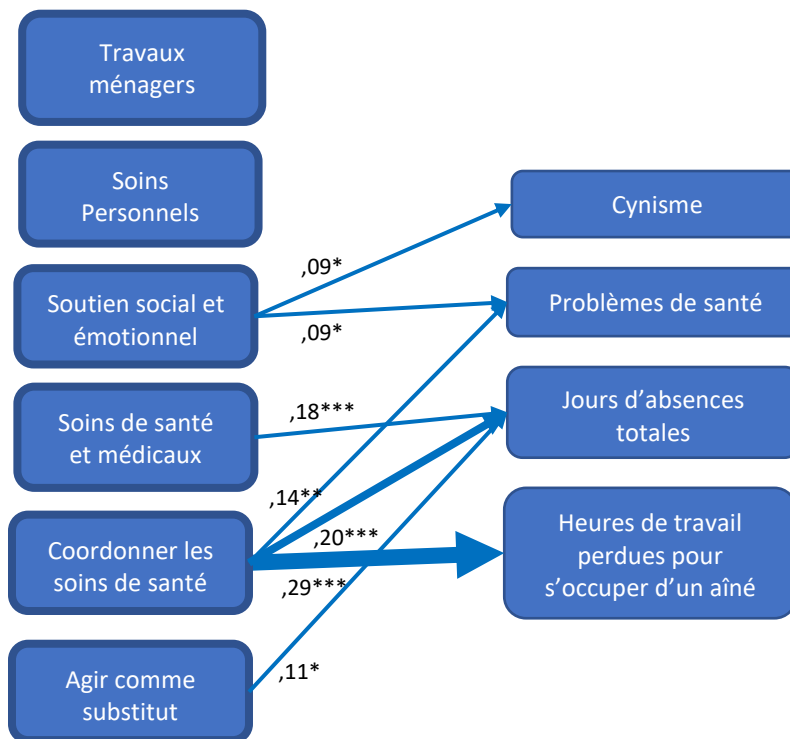 Travaux
ménagers
Soins
Personnels
Cynisme
,09*
Soutien social et
émotionnel
Problèmes de santé
,09*
Soins de santé
et médicaux
,18***
Jours d’absences
totales
,14**
Coordonner les
soins de santé
,20***
,29***
Heures de travail
perdues pour
s’occuper d’un aîné
Agir comme
substitut
,11*